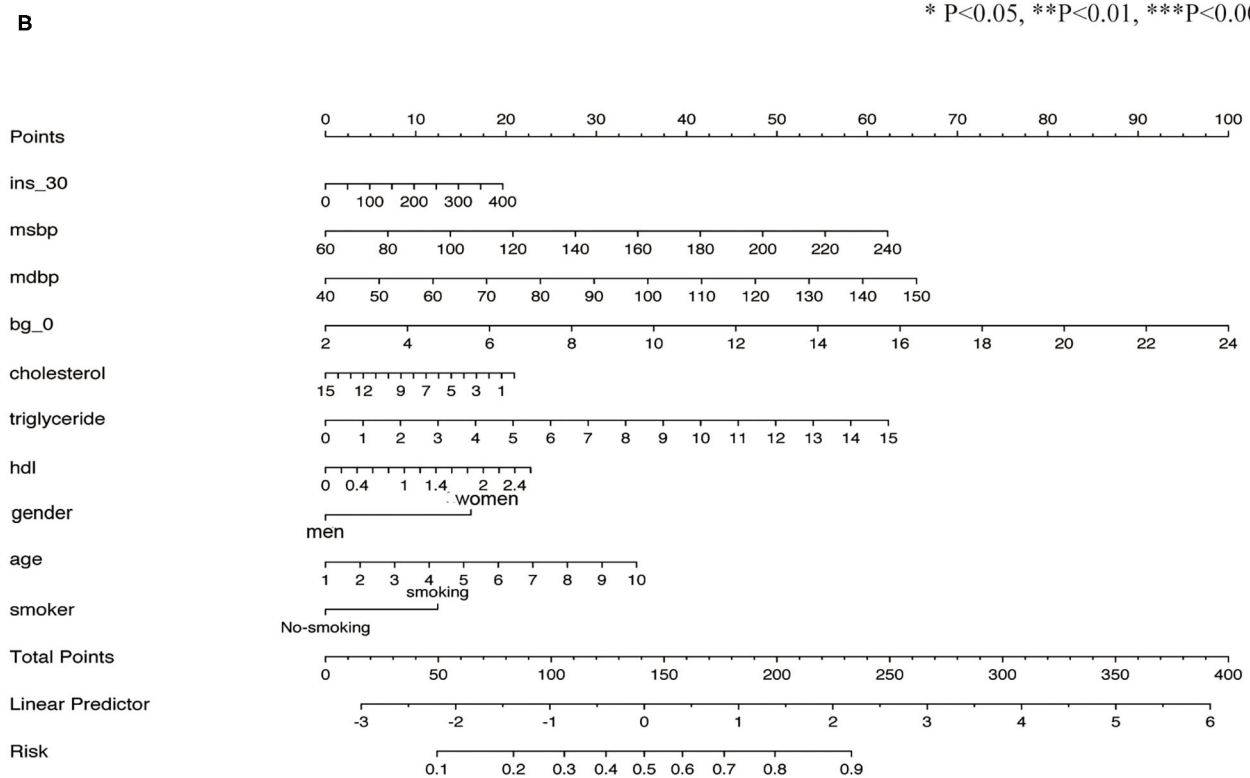 * P<0.05, **P<0.01, ***P<0.00
B
0 10 20 30 40 50 60 70 80 90 100
Points
ins_30
0 100 200 300 400
msbp
60 80 100 120 140 160 180 200 220 240
mdbp
40 50 60 70 80 90 100 110 120 130 140 150
bg_0
2 4 6 8 10 12 14 16 18 20 22 24
cholesterol
15 12 9 7 5 3 1
triglyceride
0 1 2 3 4 5 6 7 8 9 10 11 12 13 14 15
hdl
0 0.4 1 1.4 2 2.4
women
gender
men
age
1 2 3 4 5 6 7 8 9 10
smoking
smoker
No-smoking
Total Points
0 50 100 150 200 250 300 350 400
Linear Predictor
-3 -2 -1 0 1 2 3 4 5 6
Risk
0.1 0.2 0.3 0.4 0.5 0.6 0.7 0.8 0.9